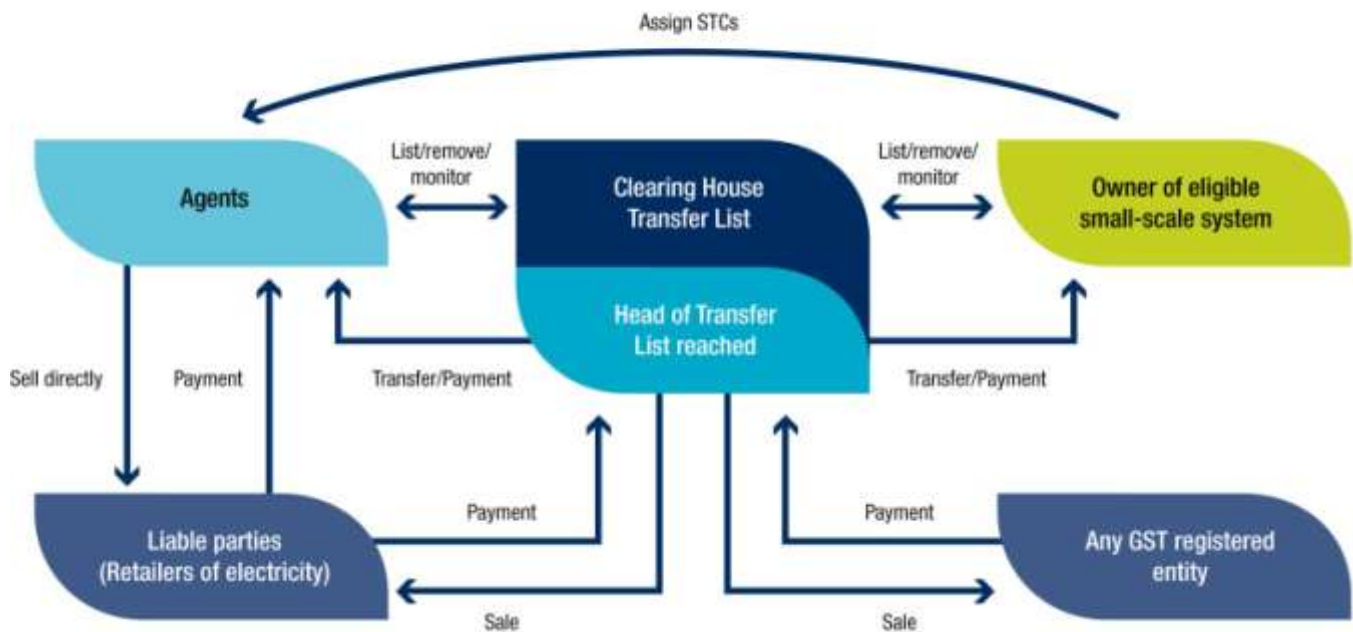 Assign STCs
Agents
List/remove/
monitor
Clearing House
Transfer List
List/remove/
monitor
Owner of eligible
small-scale system
Head of Transfer
List reached
Sell directly
Payment
Transfer/Payment
Transfer/Payment
Liable parties
(Retailers of electricity)
Payment
Payment
Any GST registered
entity
Sale
Sale